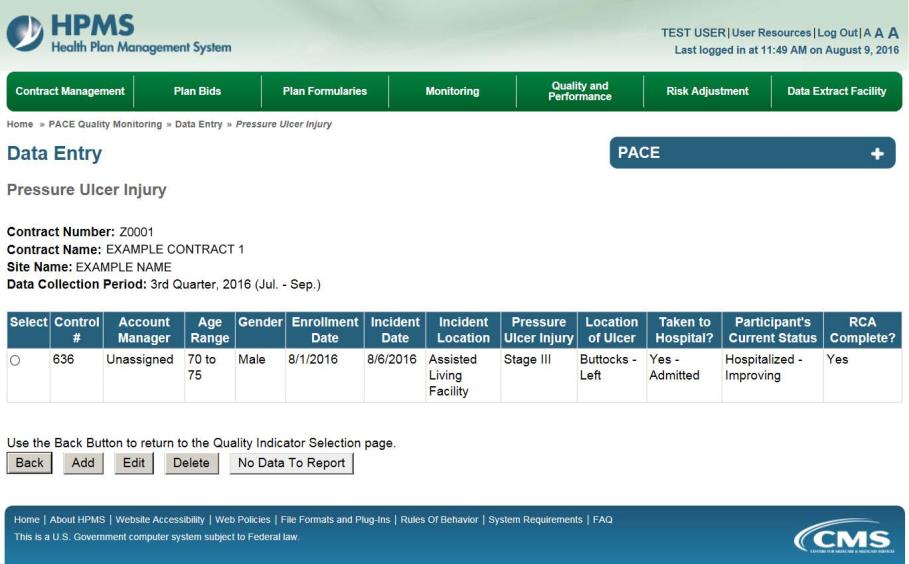 HPMS
Health Plan Management System
TEST USER|User Resources|Log Out|A A A
Last logged in at 11:49 AM on August 9, 2016
Contract Management Plan Bids Plan Formularies Monitoring Quality and Performance Risk Adjustment Data Extract Facility
Home » PACE Quality Monitoring » Data Entry » Pressure Ulcer Injury
Data Entry
PACE +
Pressure Ulcer Injury
Contract Number: Z0001
Contract Name: EXAMPLE CONTRACT 1
Site Name: EXAMPLE NAME
Data Collection Period: 3rd Quarter, 2016 (Jul. - Sep.)
Select Control # Account Manager Age Range Gender Enrollment Date Incident Date Incident Location Pressure Ulcer Injury Location of Ulcer Taken to Hospital? Participant's Current Status RCA Complete?
636 Unassigned 70 to 75 Male 8/1/2016 8/6/2016 Assisted Living Facility Stage III Buttocks - Left Yes - Admitted Hospitalized - Improving Yes
Use the Back Button to return to the Quality Indicator Selection page.
Back Add Edit Delete No Data To Report
Home | About HPMS | Website Accessibility | Web Policies | File Formats and Plug-Ins | Rules Of Behavior | System Requirements | FAQ
This is a U.S. Government computer system subject to Federal law.
CMS
CENTERS FOR MEDICARE & MEDICAID SERVICES